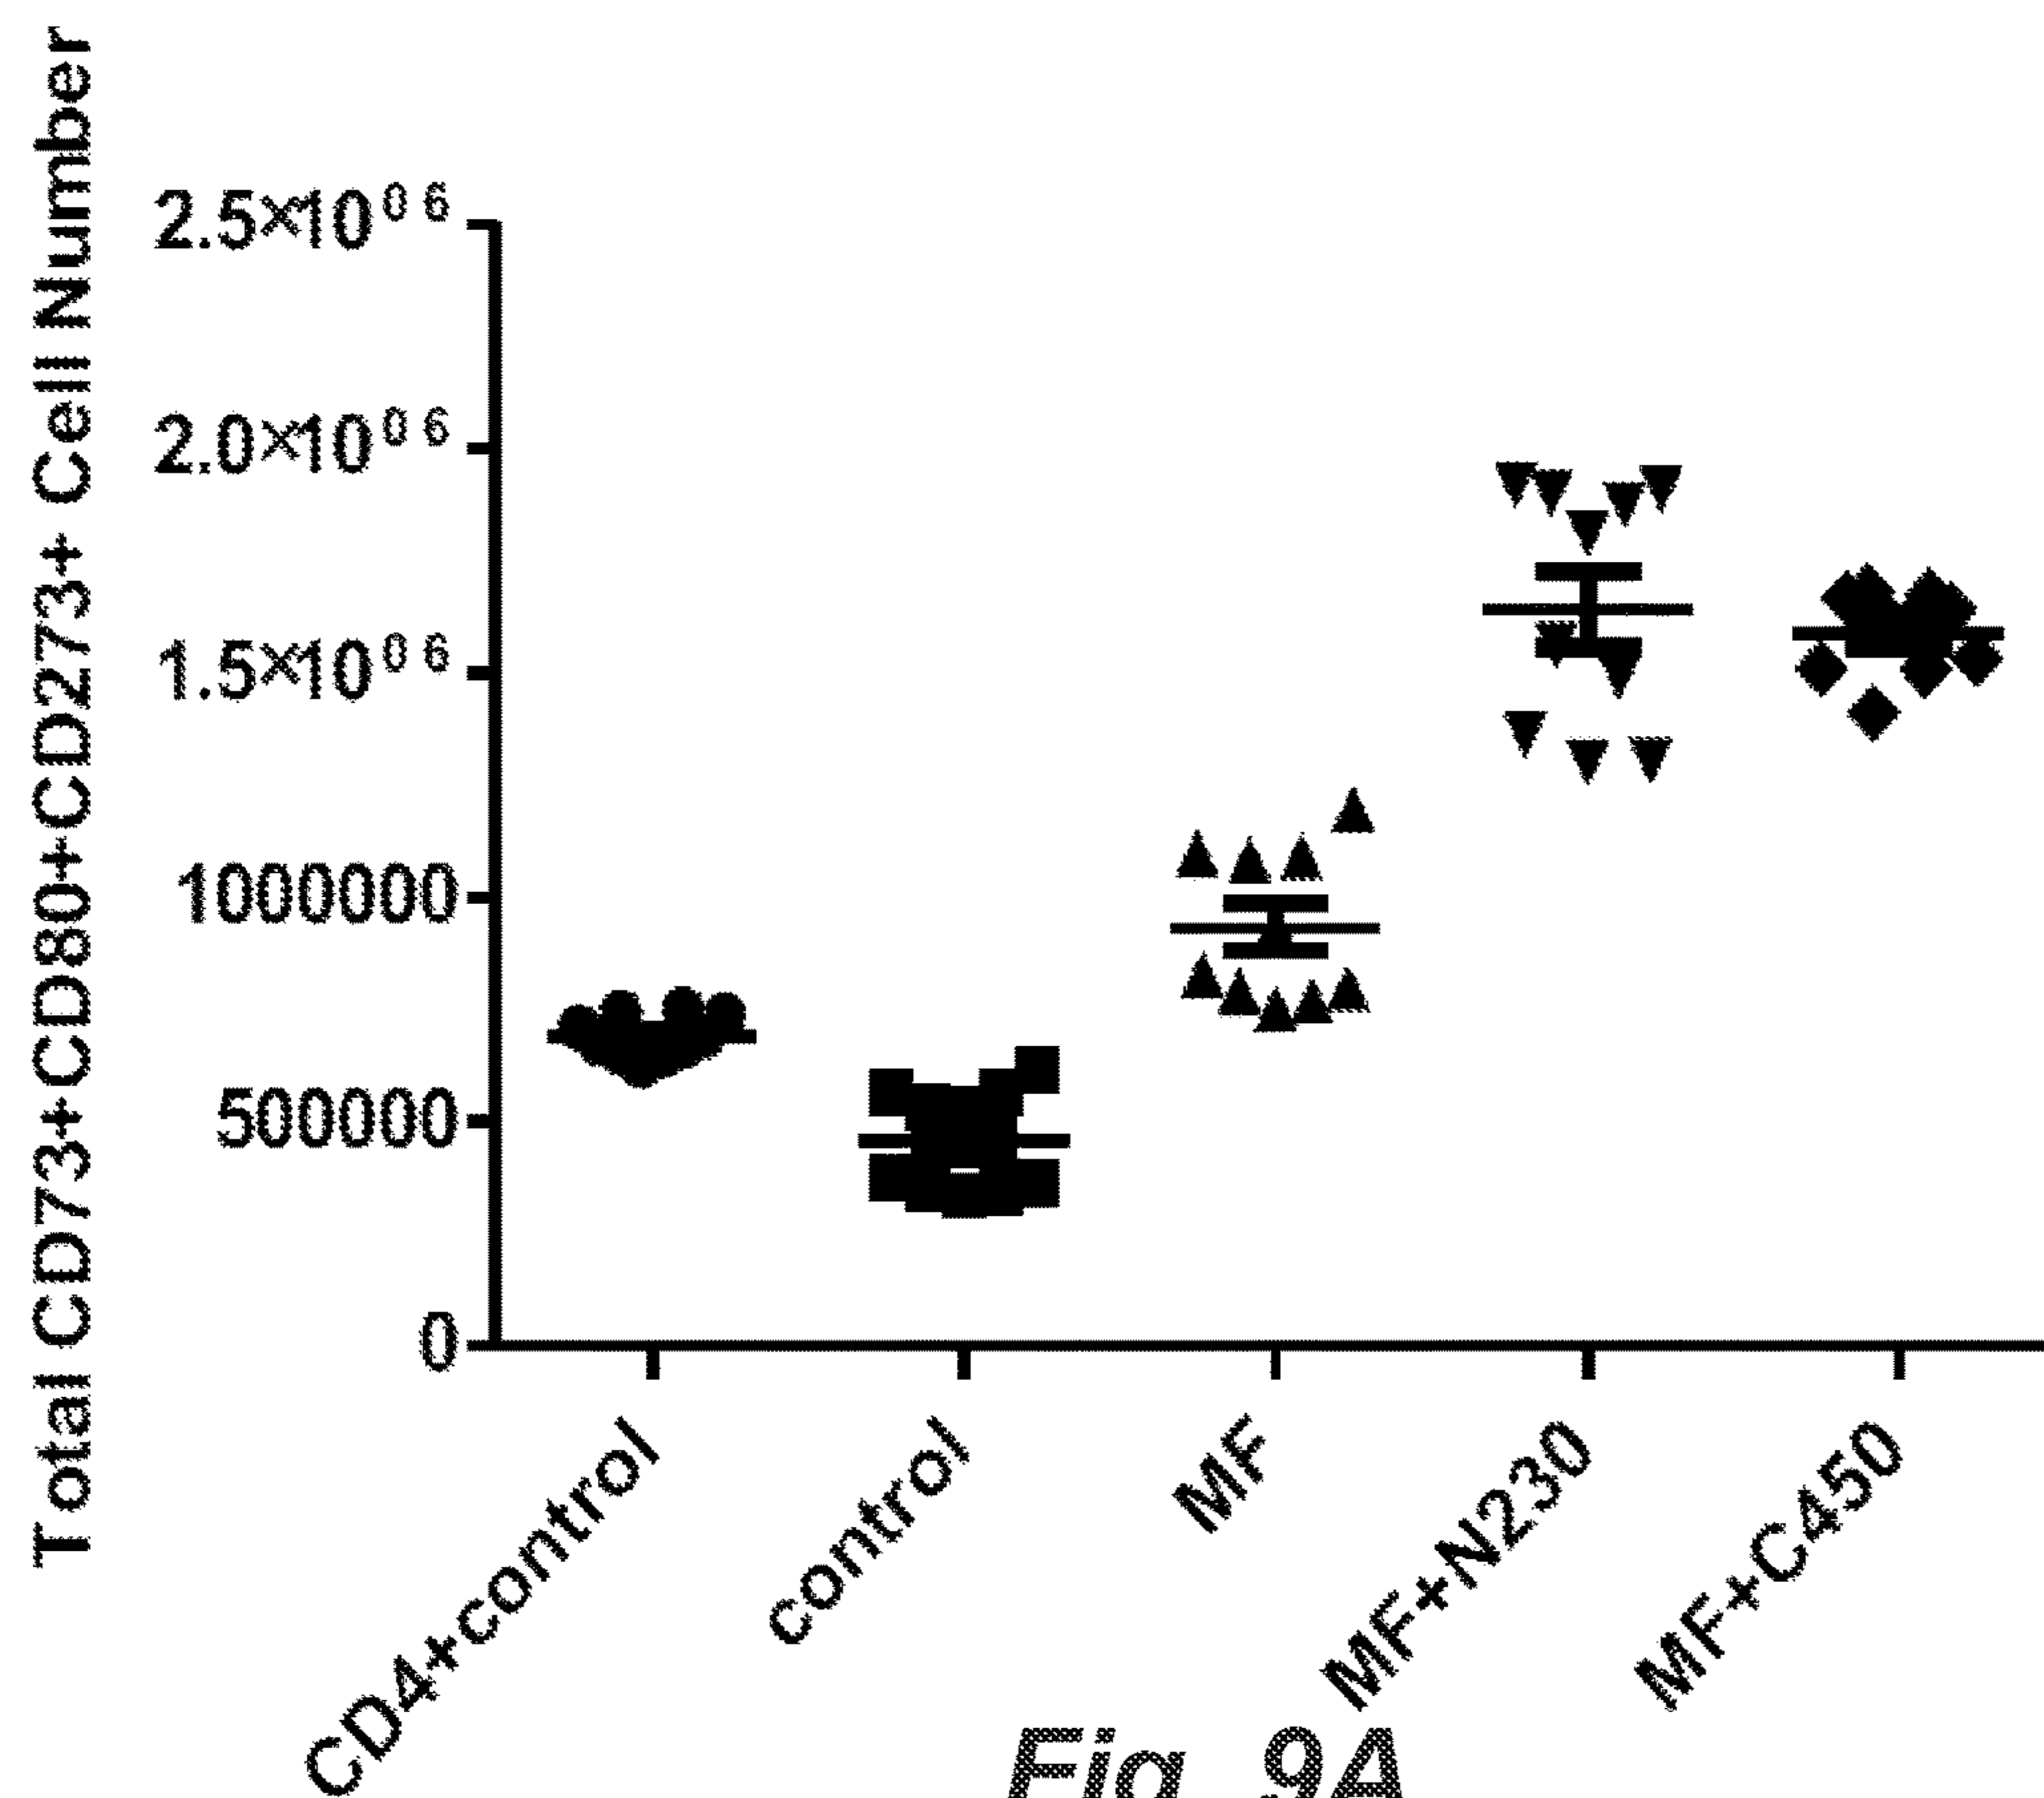 Total CD73+CD80+CD273+ Cell Number
2.5×10⁰⁶
2.0×10⁰⁶
1.5×10⁰⁶
1000000
500000
0
CD4+control
control
MF
MF+N230
MF+C450
Fig. 9A